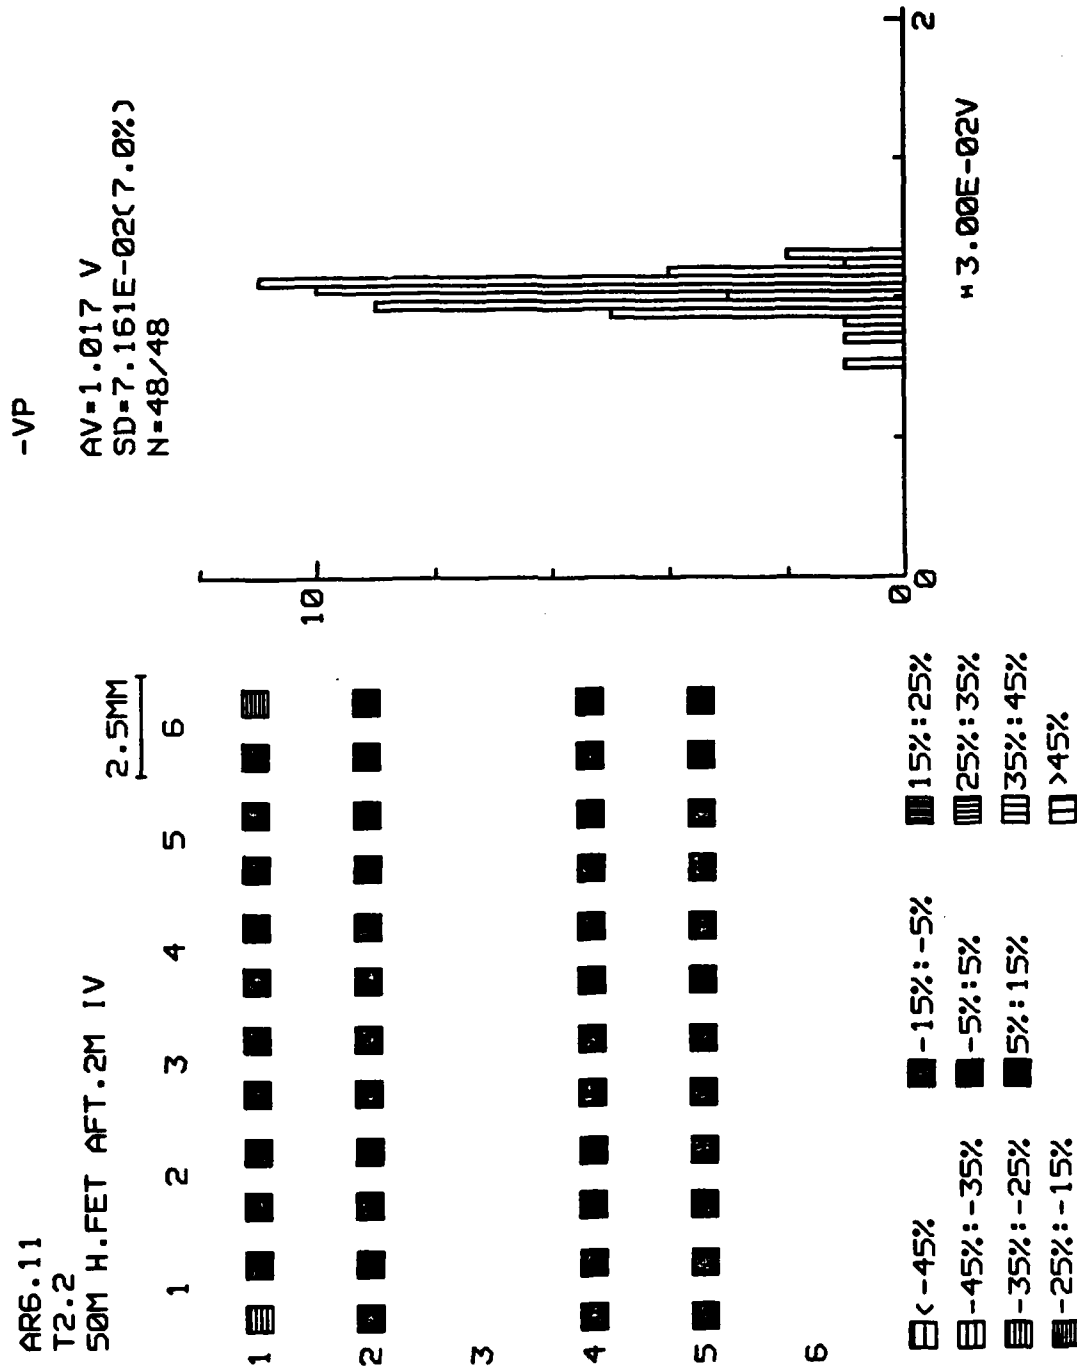 AR6.11
T2.2
50M H.FET AFT.2M IV
2.5MM
1 2 3 4 5 6
1
2
3
4
5
6
<-45%
-45%:-35%
-35%:-25%
-25%:-15%
-15%:-5%
-5%:5%
5%:15%
15%:25%
25%:35%
35%:45%
>45%
-VP
AV=1.017 V
SD=7.161E-02(7.0%)
N=48/48
10
0
0
2
3.00E-02V